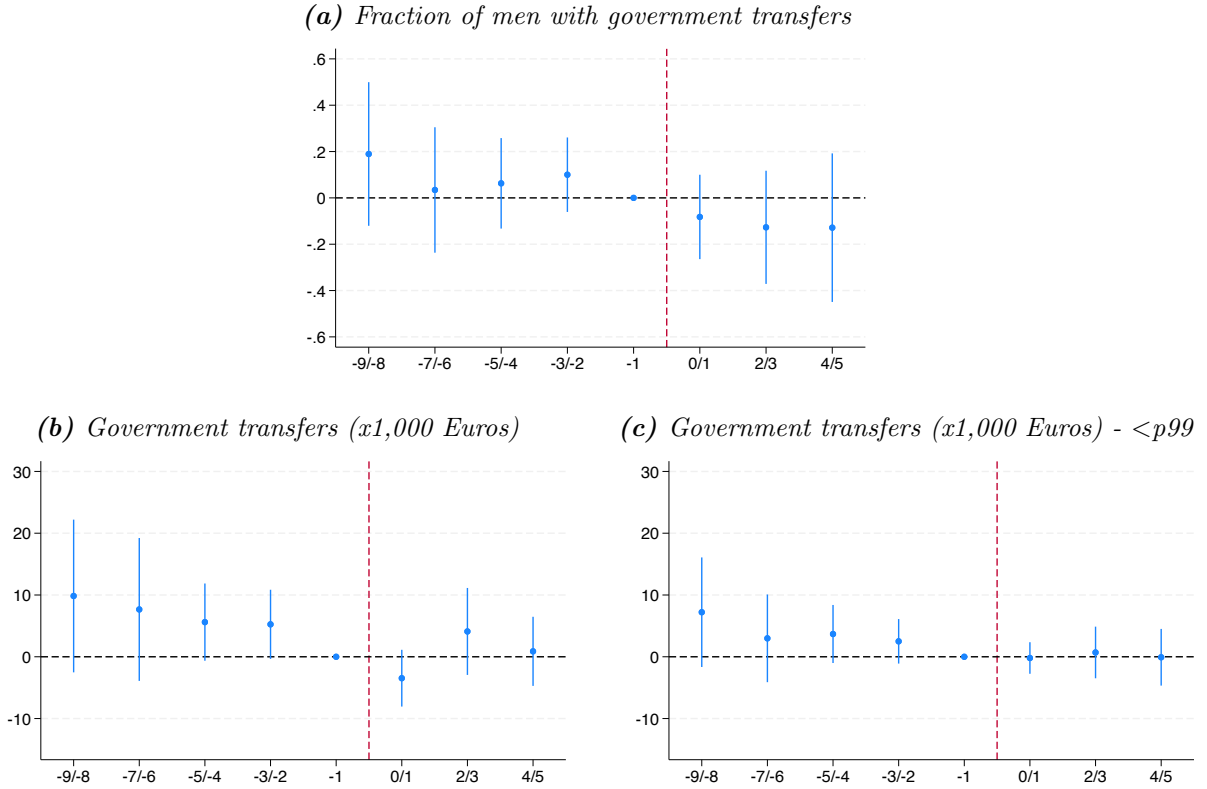 (a) Fraction of men with government transfers
.6
.4
.2
0
-.2
-.4
-.6
-9/-8 -7/-6 -5/-4 -3/-2 -1 0/1 2/3 4/5
(b) Government transfers (x1,000 Euros)
30
20
10
0
-10
-9/-8 -7/-6 -5/-4 -3/-2 -1 0/1 2/3 4/5
(c) Government transfers (x1,000 Euros) - <p99
30
20
10
0
-10
-9/-8 -7/-6 -5/-4 -3/-2 -1 0/1 2/3 4/5